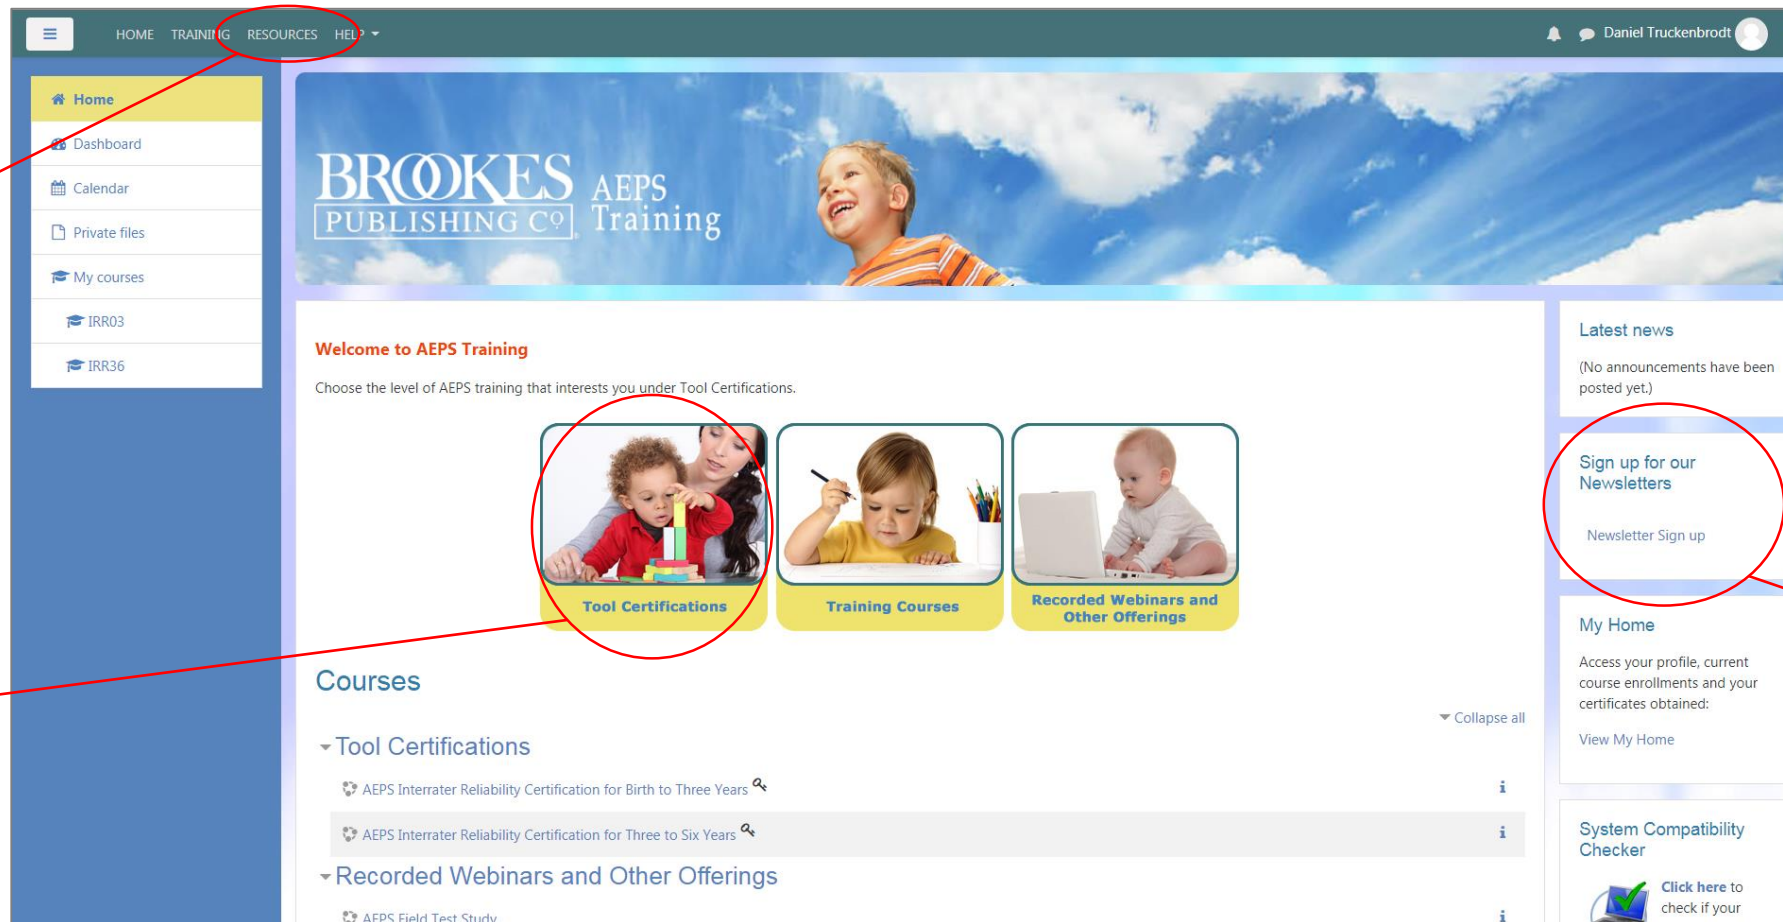 HOME TRAINING RESOURCES HELP
Daniel Truckenbrodt
Home
Dashboard
Calendar
Private files
My courses
IRR03
IRR36
BROOKES
PUBLISHING CO
AEPS
Training
Welcome to AEPS Training
Choose the level of AEPS training that interests you under Tool Certifications.
Tool Certifications
Training Courses
Recorded Webinars and
Other Offerings
Courses
Collapse all
Tool Certifications
AEPS Interrater Reliability Certification for Birth to Three Years
AEPS Interrater Reliability Certification for Three to Six Years
Recorded Webinars and Other Offerings
AEPS Field Test Study
Latest news
(No announcements have been
posted yet.)
Sign up for our
Newsletters
Newsletter Sign up
My Home
Access your profile, current
course enrollments and your
certificates obtained:
View My Home
System Compatibility
Checker
Click here to
check if your